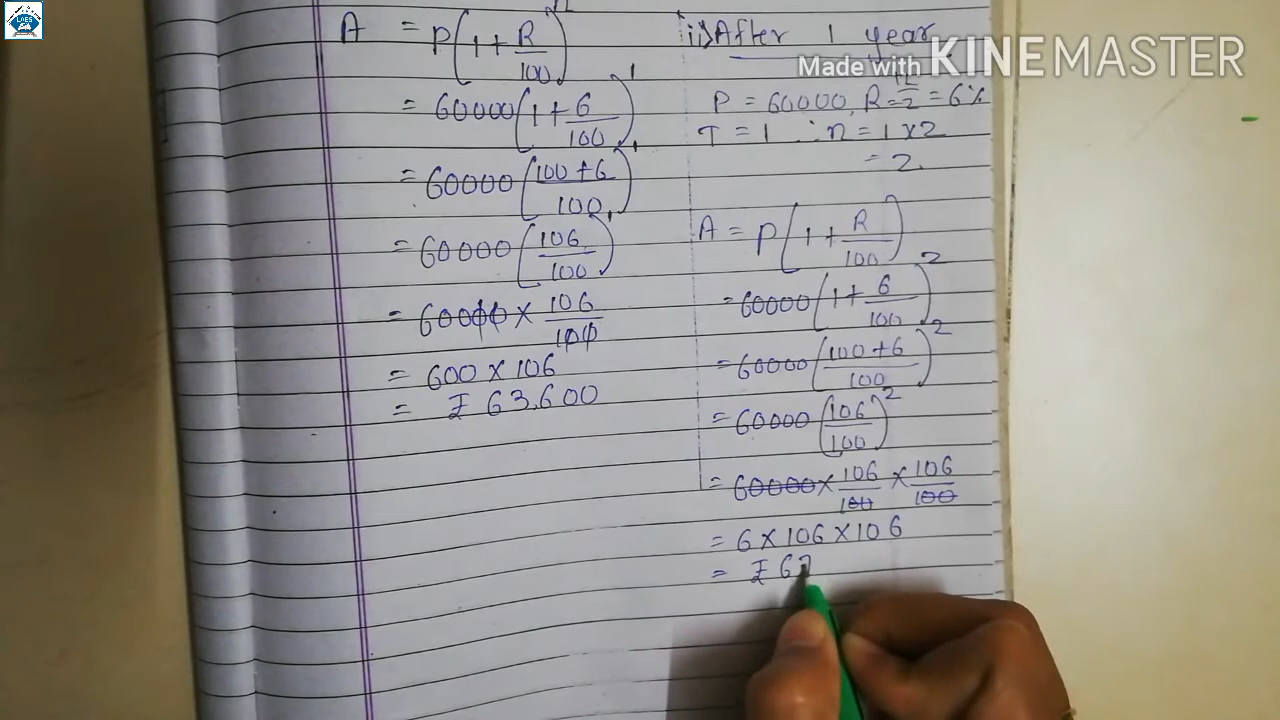 LAES
Made with KINEMASTER
A = P(1 + R/100)^n
= 60000(1 + 6/100)^1
= 60000(100 + 6/100)^1
= 60000(106/100)^1
= 60000 × 106/100
= 600 × 106
= ₹ 63,600
ii) After 1 year
P = 60000, R = 12/2 = 6%
T = 1 ∴ n = 1 × 2
= 2.
A = P(1 + R/100)
= 60000(1 + 6/100)^2
= 60000(100 + 6/100)^2
= 60000(106/100)^2
= 60000 × 106/100 × 106/100
= 6 × 106 × 106
= ₹ 67